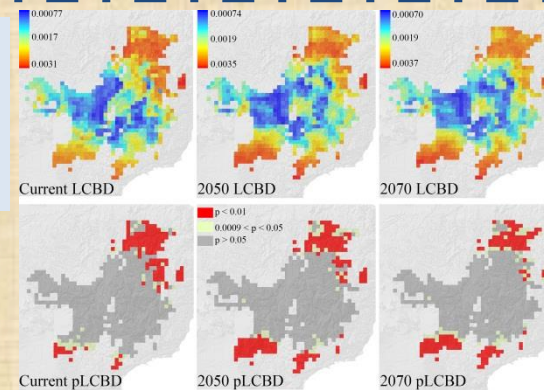 0.00077
0.0017
0.0031
Current LCBD
0.00074
0.0019
0.0035
2050 LCBD
0.00070
0.0019
0.0037
2070 LCBD
Current pLCBD
p < 0.01
0.0009 < p < 0.05
p > 0.05
2050 pLCBD
2070 pLCBD